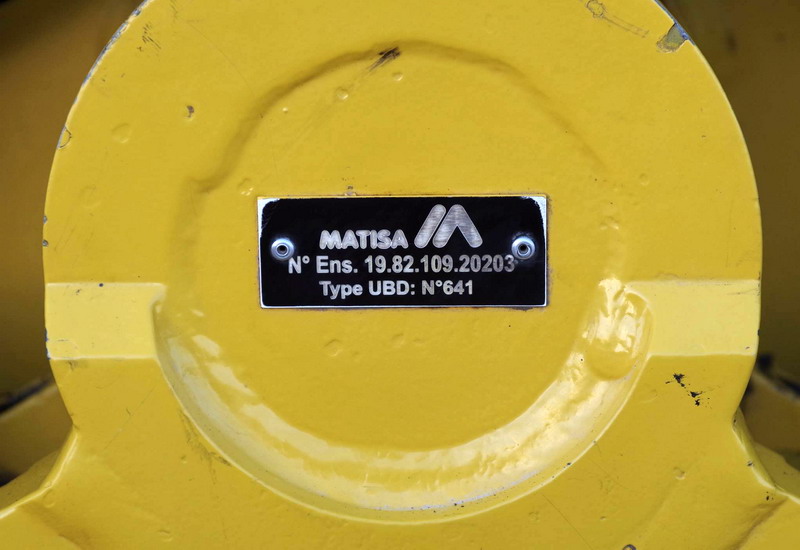 MATISA
N° Ens. 19.82.109.20203
Type UBD: N°641